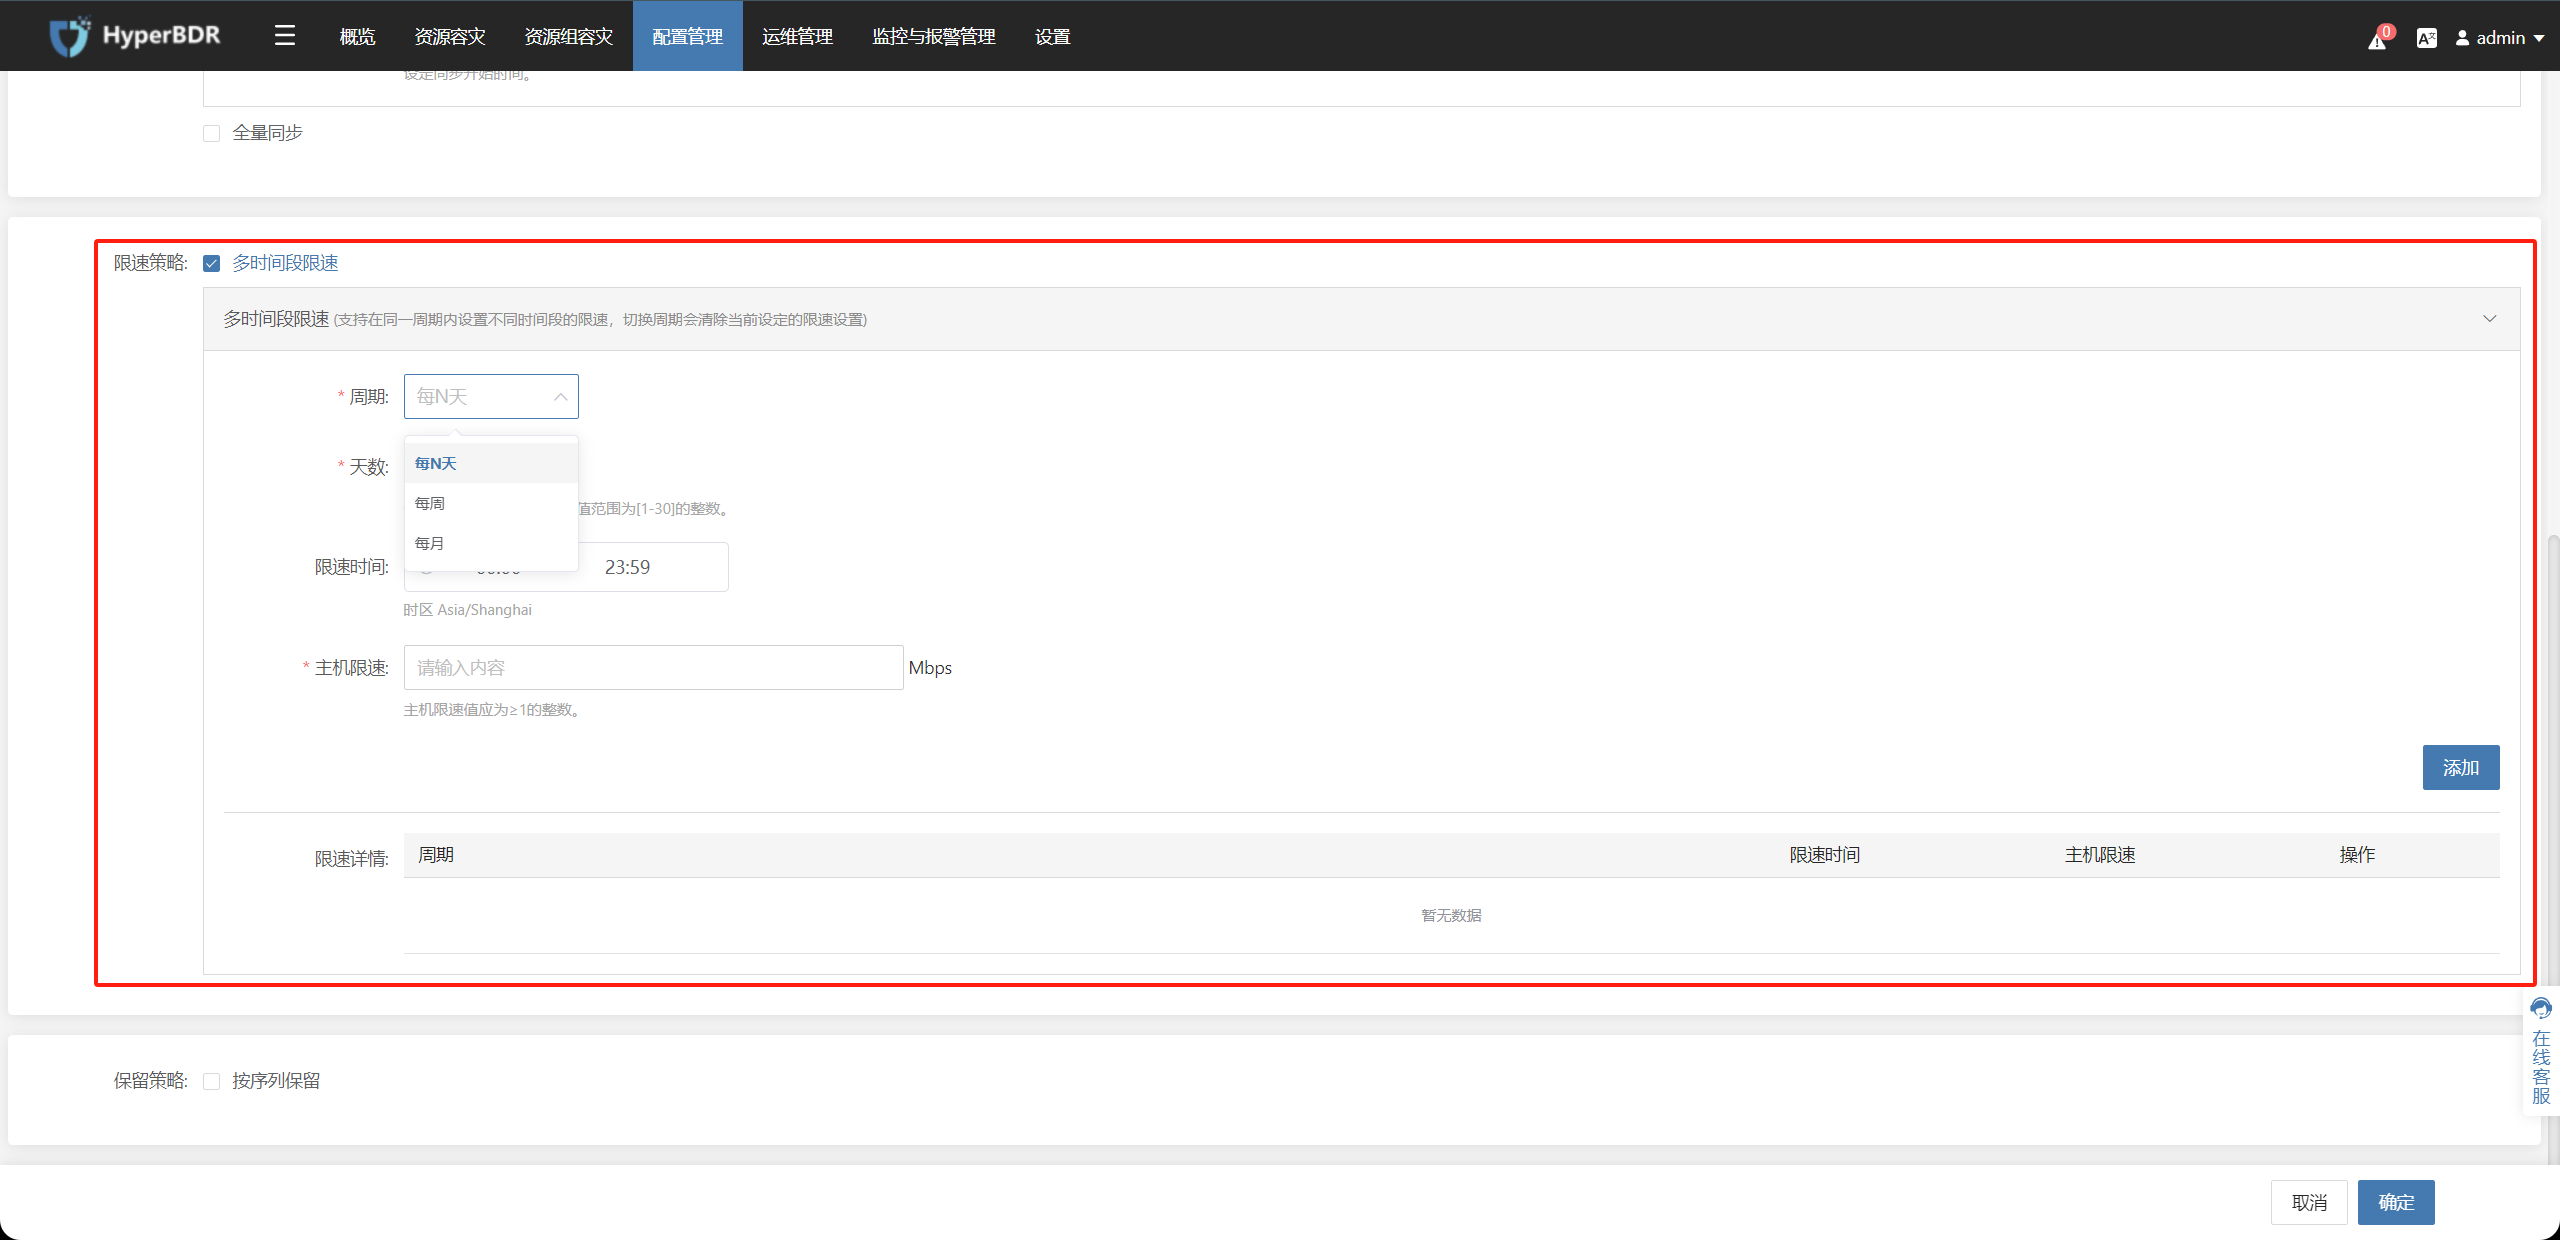 HyperBDR 概览 资源容灾 资源组容灾 配置管理 运维管理 监控与报警管理 设置 0 admin
设定同步开始时间。
全量同步
限速策略: 多时间段限速
多时间段限速 (支持在同一周期内设置不同时间段的限速，切换周期会清除当前设定的限速设置)
* 周期: 每N天
* 天数: 每N天
每周
值范围为[1-30]的整数。
每月
限速时间: 23:59
时区 Asia/Shanghai
* 主机限速: 请输入内容 Mbps
主机限速值应为≥1的整数。
添加
限速详情: 周期 限速时间 主机限速 操作
暂无数据
在线客服
保留策略: 按序列保留
取消 确定